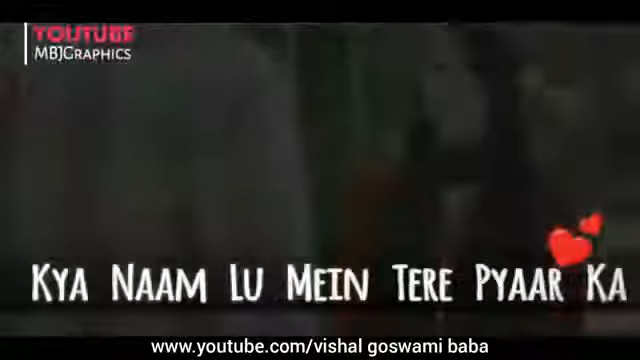 YOUTUBE
MBJGRAPHICS
KYA NAAM LU MEIN TERE PYAAR KA
www.youtube.com/vishal goswami baba